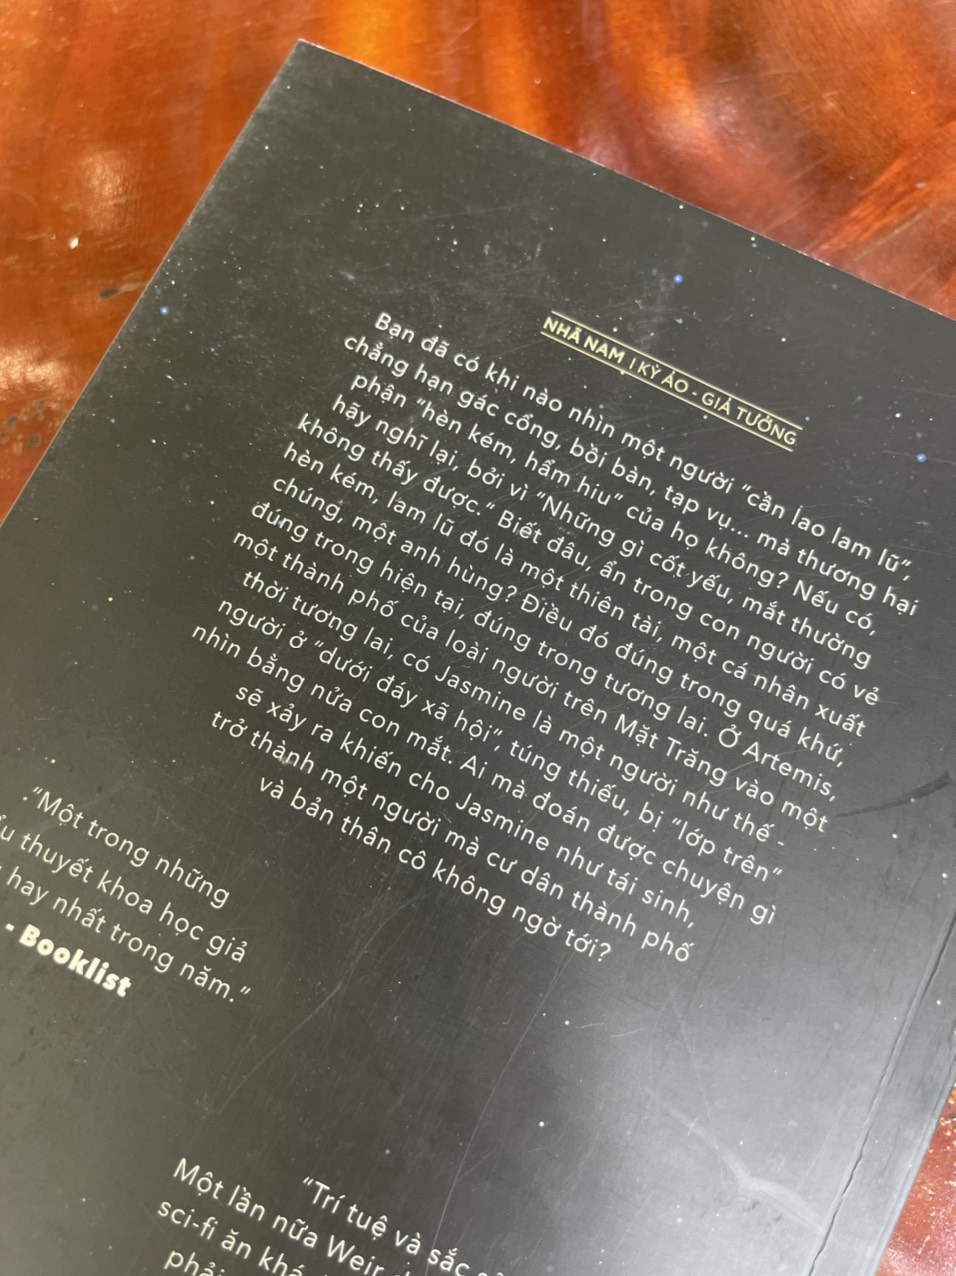 NHÃ NAM | KỲ ẢO - GIẢ TƯỞNG
Bạn đã có khi nào nhìn một người "cần lao lam lũ",
chẳng hạn gác cổng, bồi bàn, tạp vụ... mà thương hại
phận "hèn kém, hẩm hiu" của họ không? Nếu có,
hãy nghĩ lại, bởi vì "Những gì cốt yếu, mắt thường
không thấy được." Biết đâu, ẩn trong con người có vẻ
hèn kém, lam lũ đó là một thiên tài, một cá nhân xuất
chúng, một anh hùng? Điều đó đúng trong quá khứ,
đúng trong hiện tại, đúng trong tương lai. Ở Artemis,
một thành phố của loài người trên Mặt Trăng vào một
thời tương lai, có Jasmine là một người như thế -
người ở "dưới đáy xã hội", túng thiếu, bị "lớp trên"
nhìn bằng nửa con mắt. Ai mà đoán được chuyện gì
sẽ xảy ra khiến cho Jasmine như tái sinh,
trở thành một người mà cư dân thành phố
và bản thân cô không ngờ tới?
"Một trong những
thuyết khoa học giả
hay nhất trong năm."
- Booklist
"Trí tuệ và sắc
Một lần nữa Weir
sci-fi ăn
phải